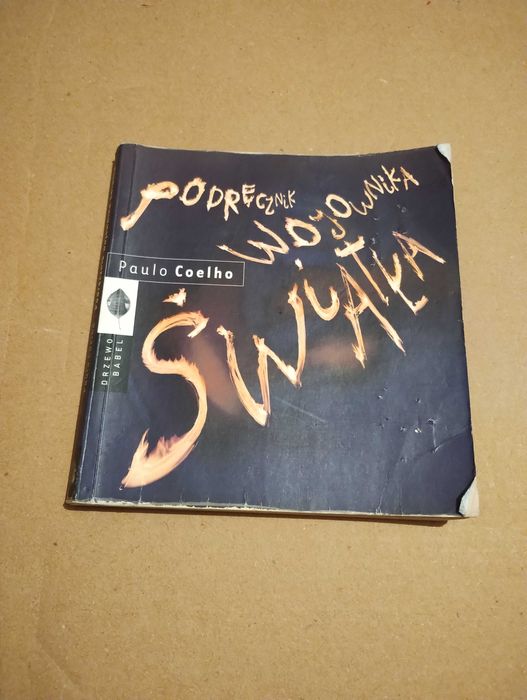 PODRĘCZNIK
WOJOWNIKA
ŚWIATŁA
Paulo Coelho
DRZEWO
BABEL